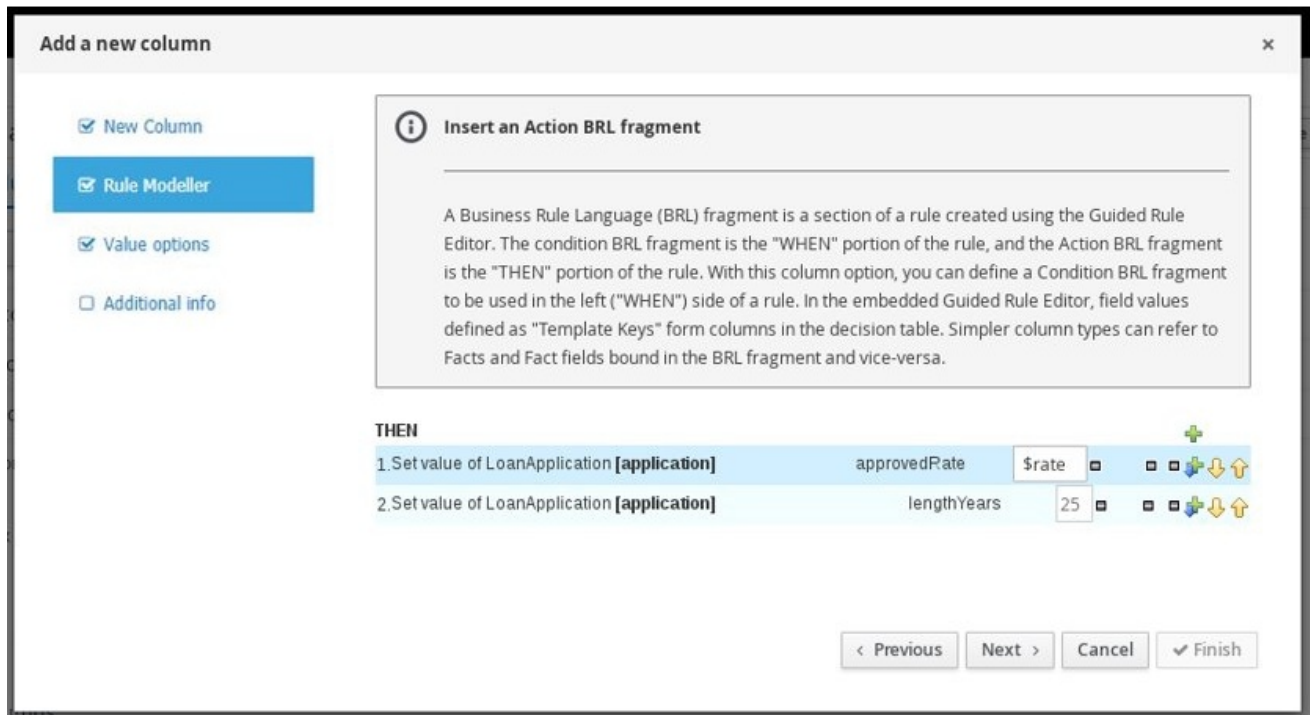 Add a new column
×
New Column
Rule Modeller
Value options
Additional info
Insert an Action BRL fragment
A Business Rule Language (BRL) fragment is a section of a rule created using the Guided Rule
Editor. The condition BRL fragment is the "WHEN" portion of the rule, and the Action BRL fragment
is the "THEN" portion of the rule. With this column option, you can define a Condition BRL fragment
to be used in the left ("WHEN") side of a rule. In the embedded Guided Rule Editor, field values
defined as "Template Keys" form columns in the decision table. Simpler column types can refer to
Facts and Fact fields bound in the BRL fragment and vice-versa.
THEN
1.Set value of LoanApplication [application] approvedRate $rate
2.Set value of LoanApplication [application] lengthYears 25
< Previous Next > Cancel ✔ Finish